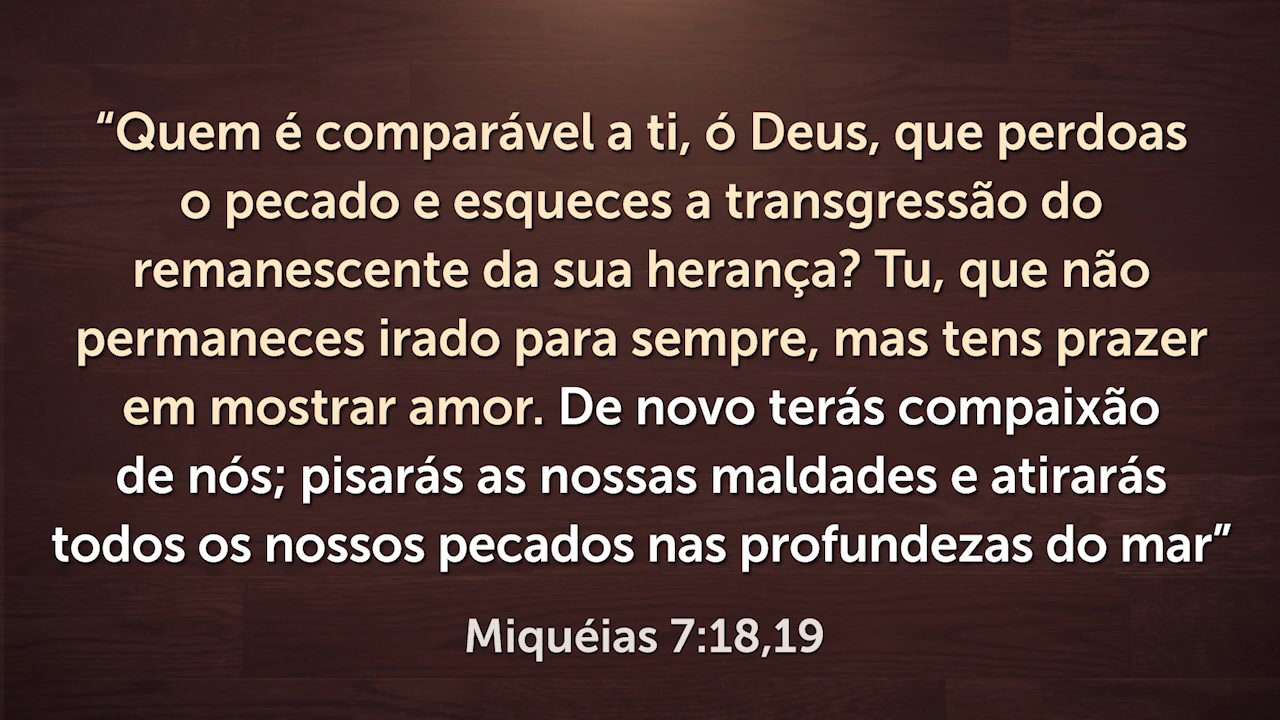 “Quem é comparável a ti, ó Deus, que perdoas
o pecado e esqueces a transgressão do
remanescente da sua herança? Tu, que não
permaneces irado para sempre, mas tens prazer
em mostrar amor. De novo terás compaixão
de nós; pisarás as nossas maldades e atirarás
todos os nossos pecados nas profundezas do mar”
Miquéias 7:18,19